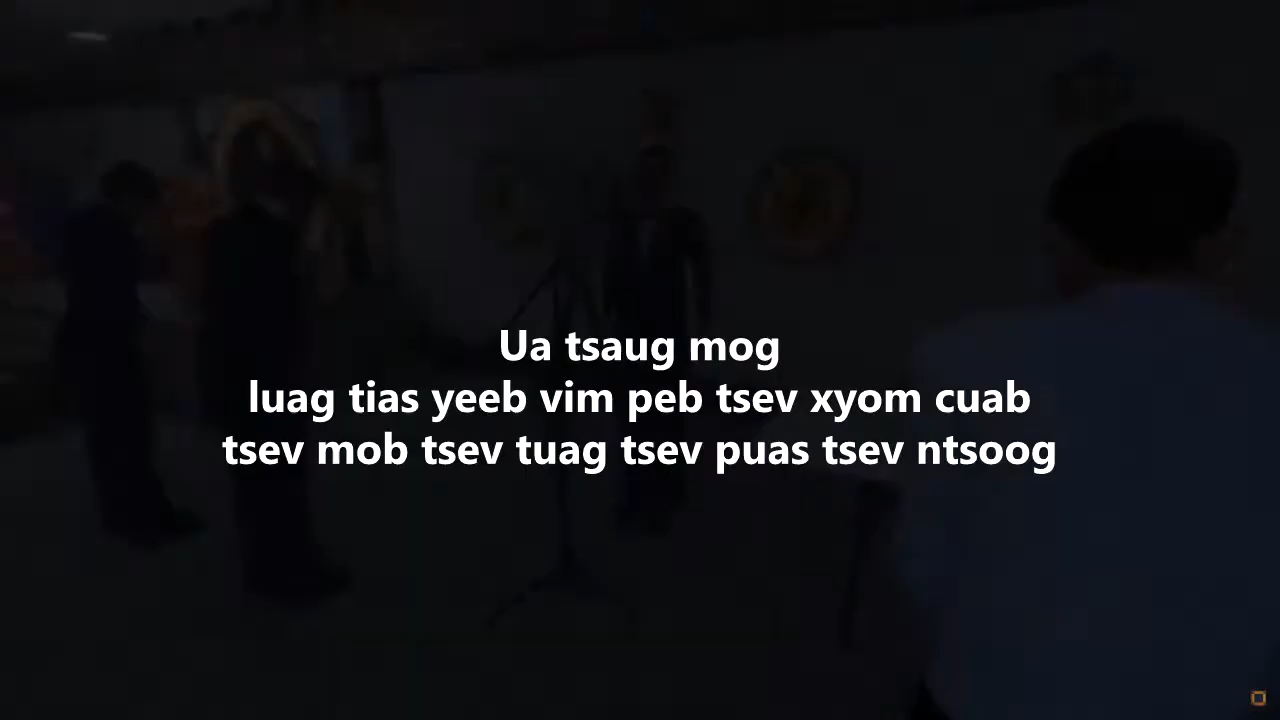 Ua tsaug mog
luag tias yeeb vim peb tsev xyom cuab
tsev mob tsev tuag tsev puas tsev ntsoog